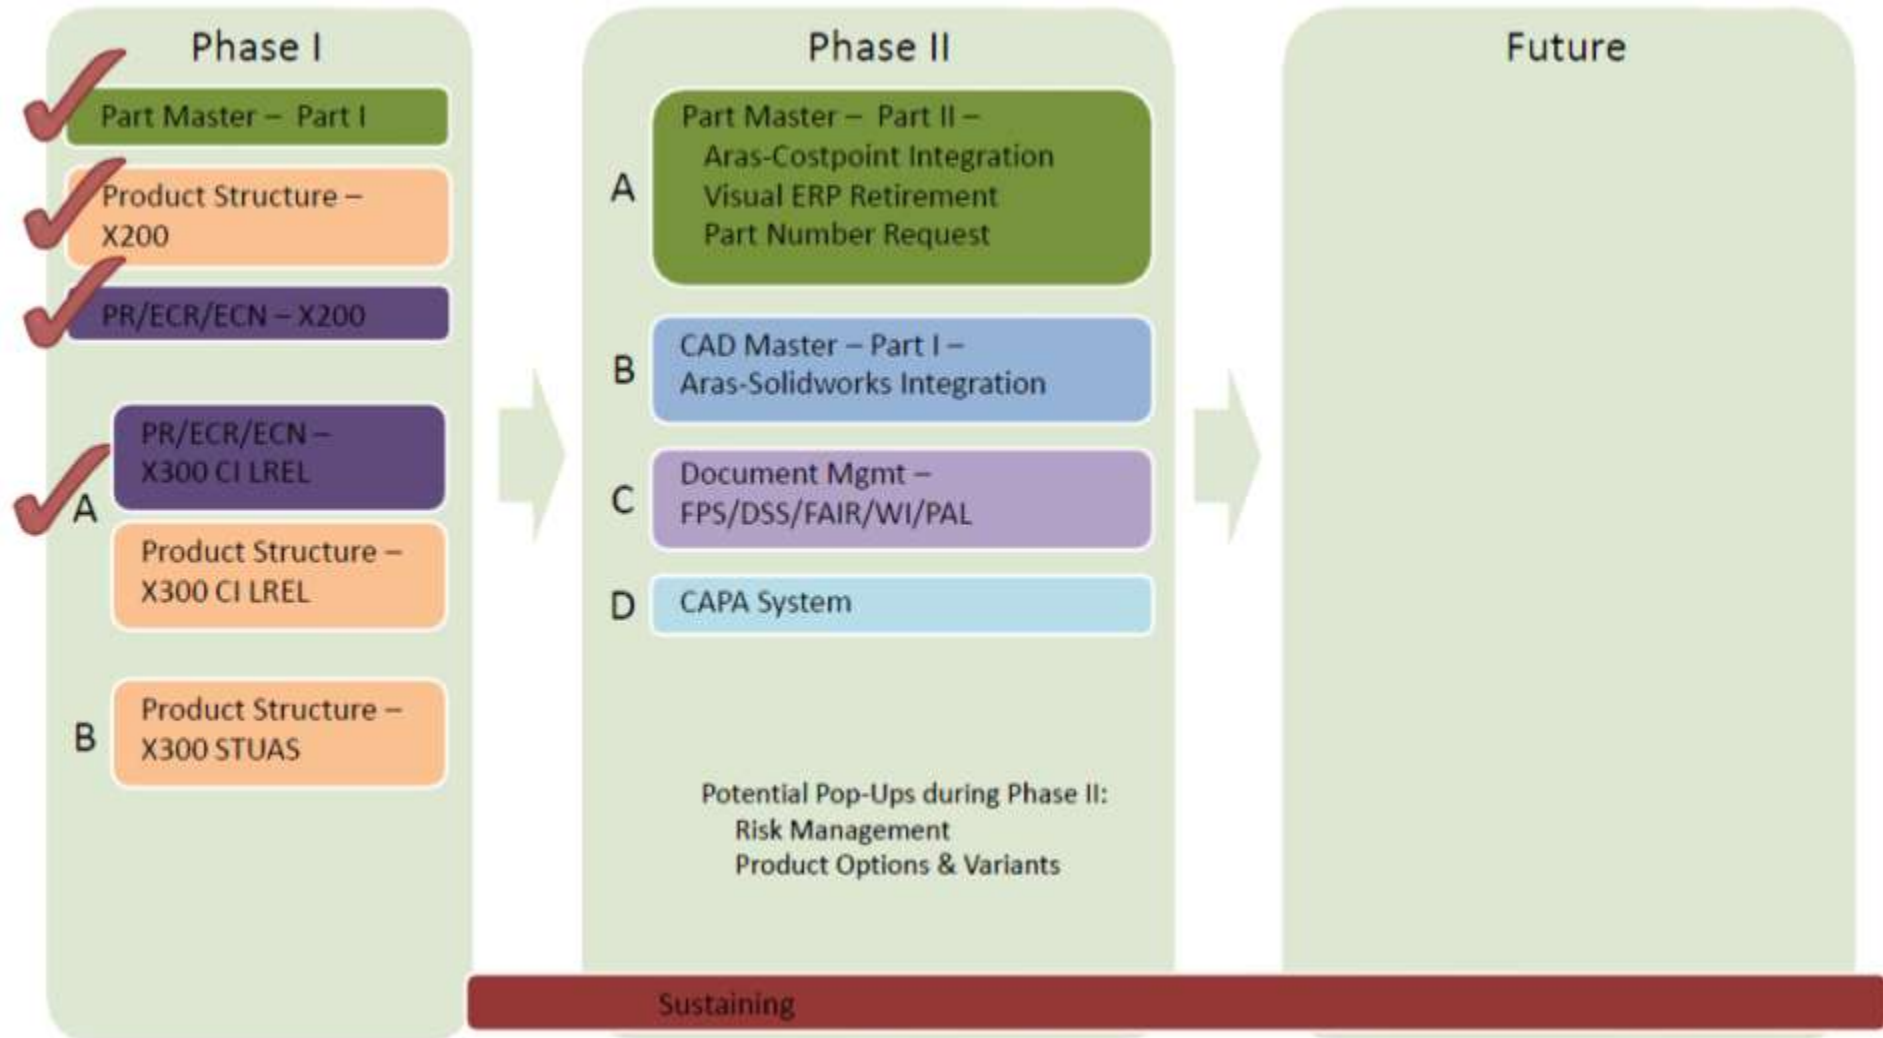 Phase I
Part Master – Part I
Product Structure –
X200
PR/ECR/ECN – X200
A
PR/ECR/ECN –
X300 CI LREL
Product Structure –
X300 CI LREL
B
Product Structure –
X300 STUAS
Phase II
A
Part Master – Part II –
Aras-Costpoint Integration
Visual ERP Retirement
Part Number Request
B
CAD Master – Part I –
Aras-Solidworks Integration
C
Document Mgmt –
FPS/DSS/FAIR/WI/PAL
D
CAPA System
Potential Pop-Ups during Phase II:
Risk Management
Product Options & Variants
Future
Sustaining